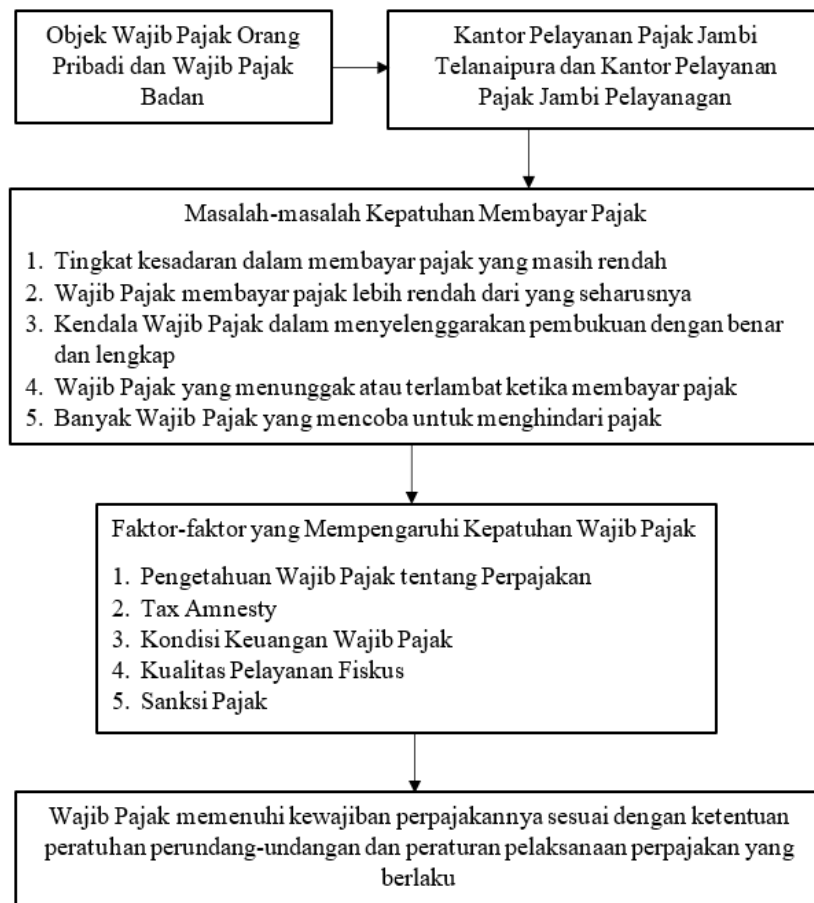 Objek Wajib Pajak Orang
Pribadi dan Wajib Pajak
Badan
Kantor Pelayanan Pajak Jambi
Telanaipura dan Kantor Pelayanan
Pajak Jambi Pelayanagan
Masalah-masalah Kepatuhan Membayar Pajak
1. Tingkat kesadaran dalam membayar pajak yang masih rendah
2. Wajib Pajak membayar pajak lebih rendah dari yang seharusnya
3. Kendala Wajib Pajak dalam menyelenggarakan pembukuan dengan benar
dan lengkap
4. Wajib Pajak yang menunggak atau terlambat ketika membayar pajak
5. Banyak Wajib Pajak yang mencoba untuk menghindari pajak
Faktor-faktor yang Mempengaruhi Kepatuhan Wajib Pajak
1. Pengetahuan Wajib Pajak tentang Perpajakan
2. Tax Amnesty
3. Kondisi Keuangan Wajib Pajak
4. Kualitas Pelayanan Fiskus
5. Sanksi Pajak
Wajib Pajak memenuhi kewajiban perpajakannya sesuai dengan ketentuan
peratuhan perundang-undangan dan peraturan pelaksanaan perpajakan yang
berlaku